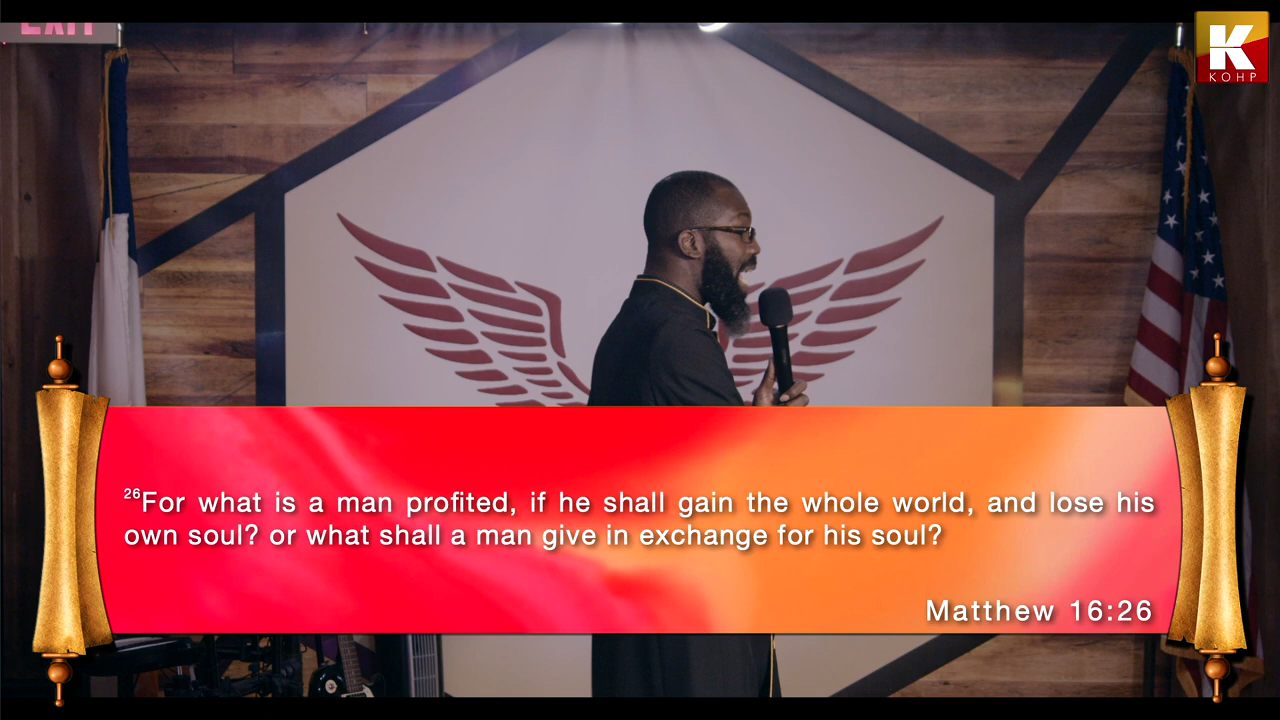 EXIT
K
KOHP
²⁶For what is a man profited, if he shall gain the whole world, and lose his
own soul? or what shall a man give in exchange for his soul?
Matthew 16:26